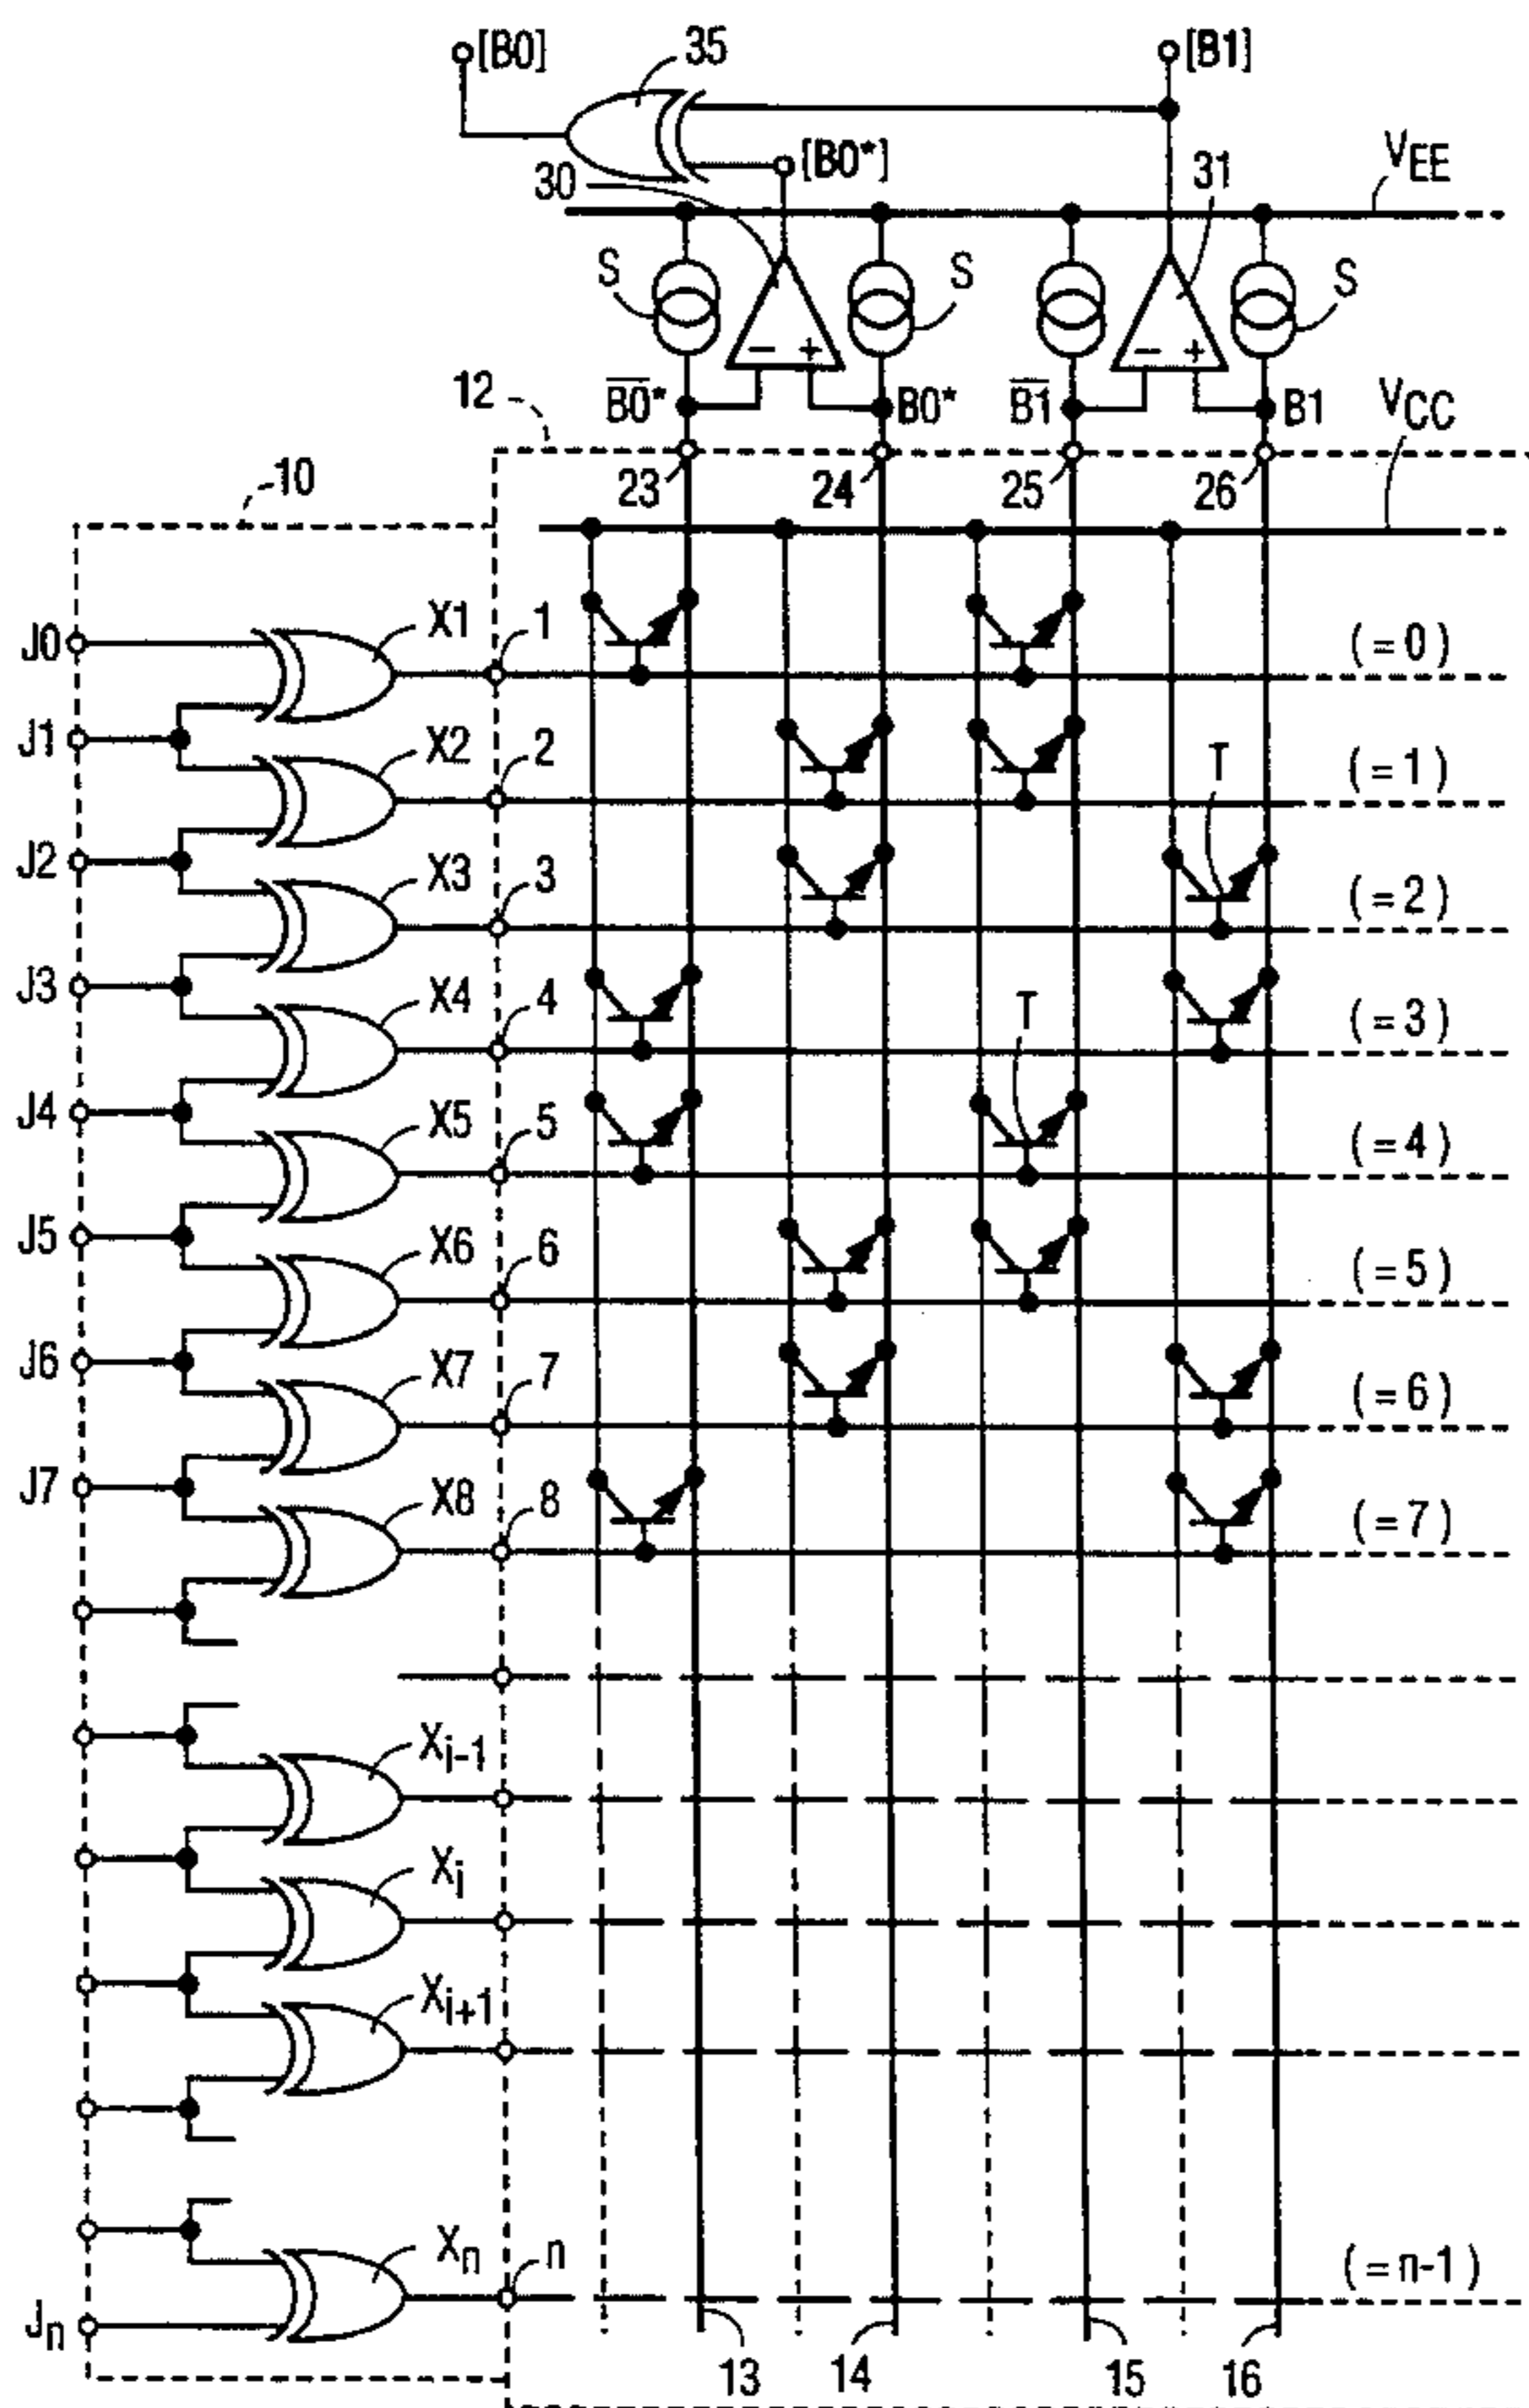 [B0]
35
[B1]
[B0*]
30
31
VEE
S
S
S
− +
− +
12
B0̅*
B0*
B̅1̅
B1
VCC
10
23
24
25
26
J0
X1
1
(=0)
J1
X2
2
T
(=1)
J2
X3
3
(=2)
J3
X4
4
T
(=3)
J4
X5
5
(=4)
J5
X6
6
(=5)
J6
X7
7
(=6)
J7
X8
8
(=7)
Xi-1
Xi
Xi+1
Xn
n
(=n-1)
Jn
13
14
15
16